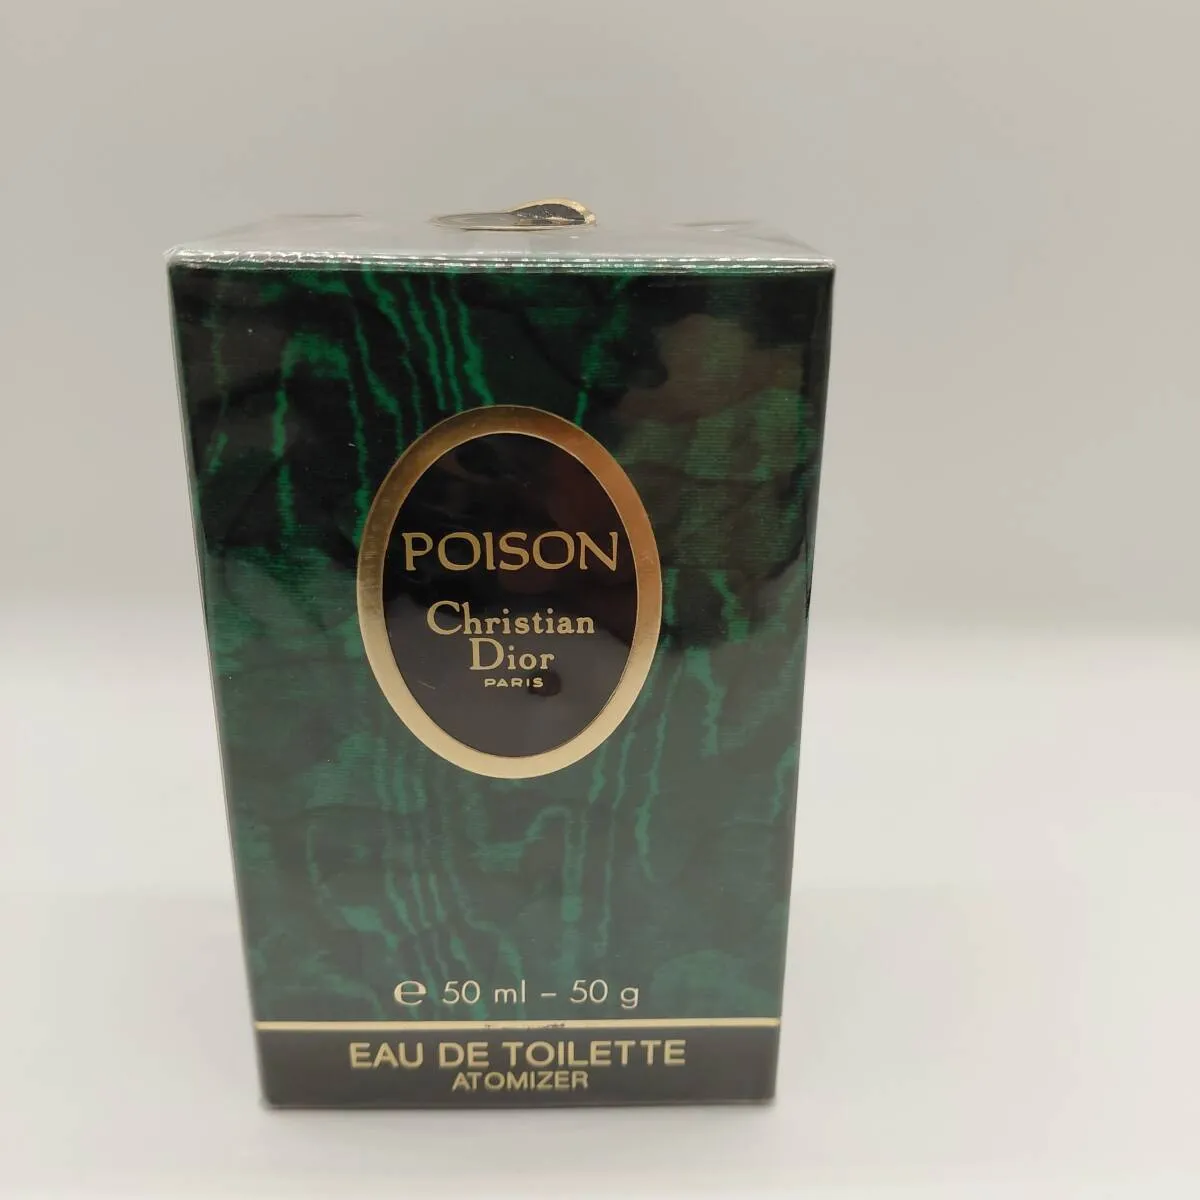 POISON
Christian
Dior
PARIS
℮ 50 ml – 50 g
EAU DE TOILETTE
ATOMIZER